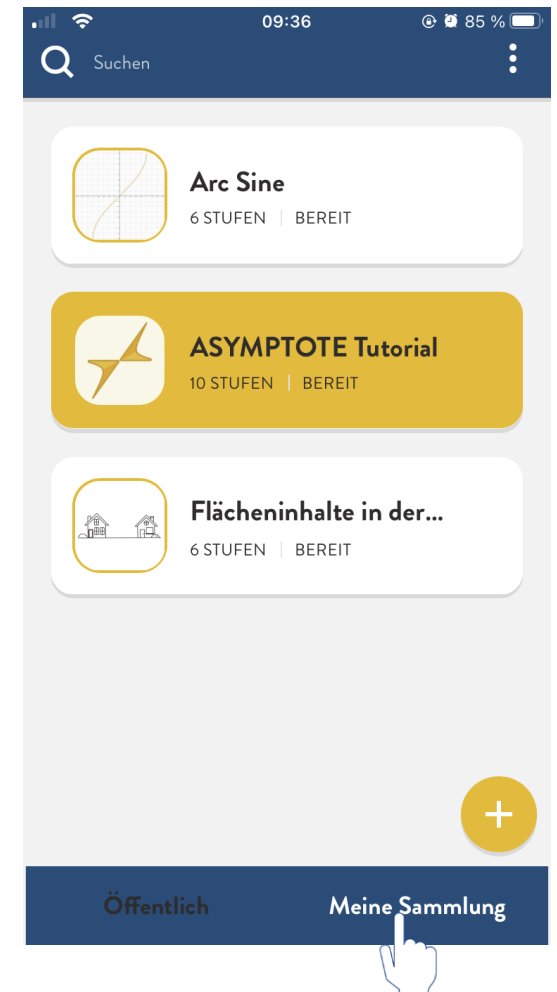 09:36 85 %
Suchen
Arc Sine
6 STUFEN | BEREIT
ASYMPTOTE Tutorial
10 STUFEN | BEREIT
Flächeninhalte in der...
6 STUFEN | BEREIT
+
Öffentlich Meine Sammlung